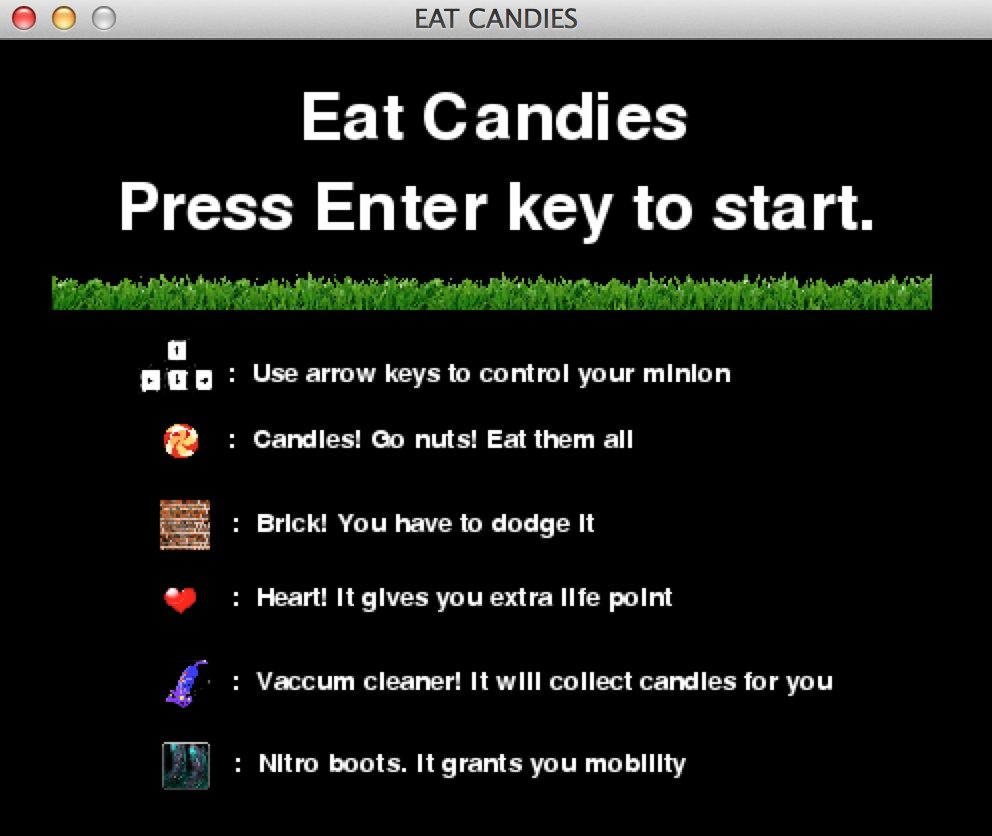 EAT CANDIES
Eat Candies
Press Enter key to start.
: Use arrow keys to control your minion
: Candies! Go nuts! Eat them all
: Brick! You have to dodge it
: Heart! It gives you extra life point
: Vaccum cleaner! It will collect candies for you
: Nitro boots. It grants you mobility